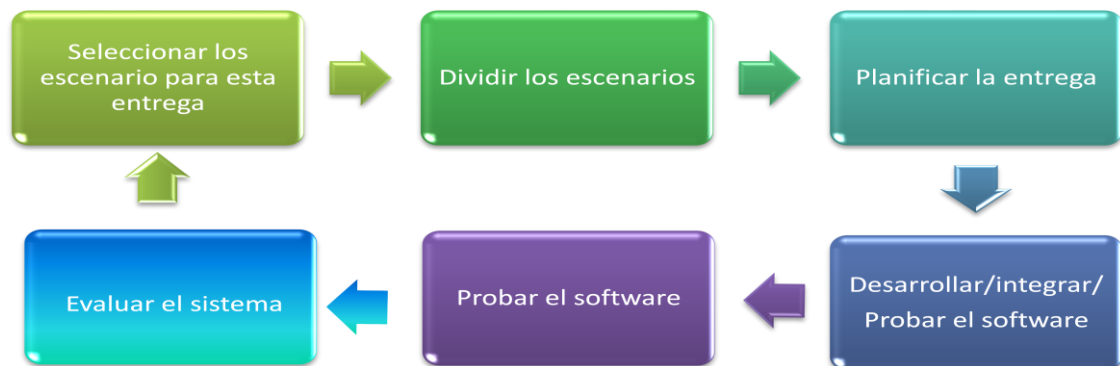 Seleccionar los
escenario para esta
entrega
Dividir los escenarios
Planificar la entrega
Desarrollar/integrar/
Probar el software
Probar el software
Evaluar el sistema